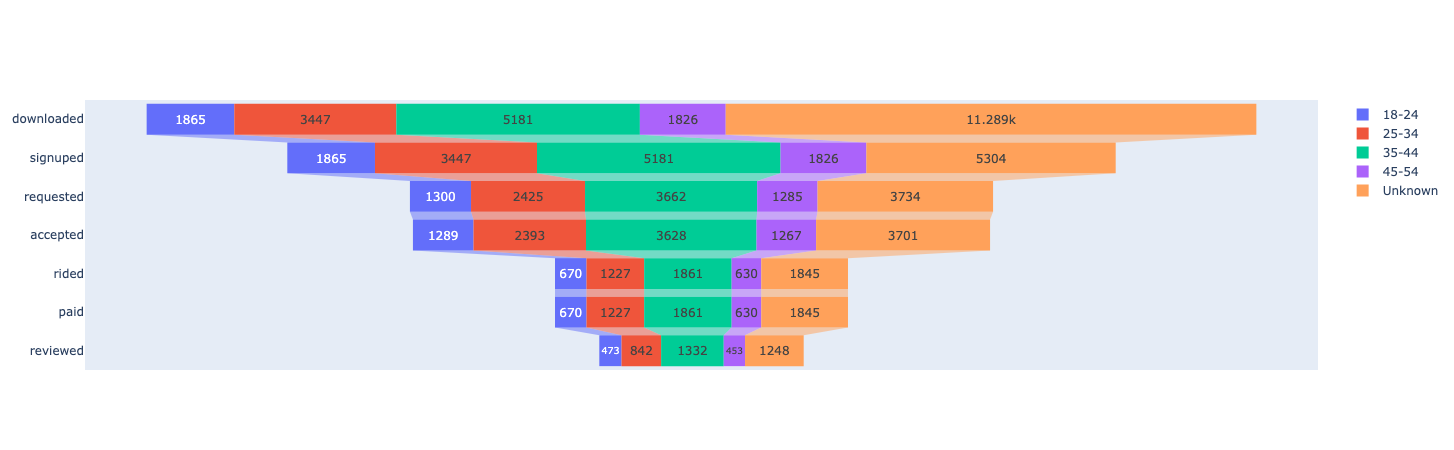 downloaded 1865 3447 5181 1826 11.289k
signuped 1865 3447 5181 1826 5304
requested 1300 2425 3662 1285 3734
accepted 1289 2393 3628 1267 3701
rided 670 1227 1861 630 1845
paid 670 1227 1861 630 1845
reviewed 473 842 1332 453 1248
18-24
25-34
35-44
45-54
Unknown